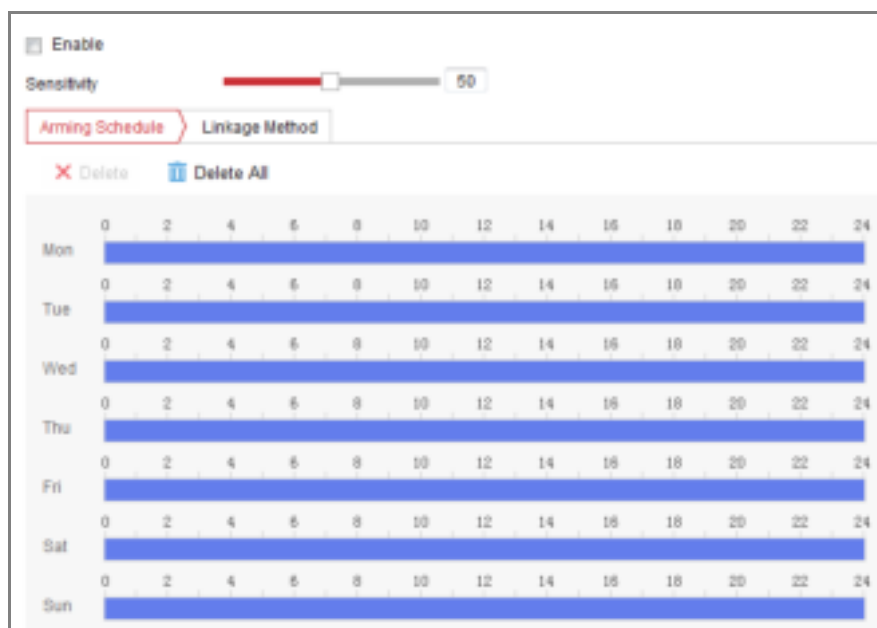 Enable
Sensitivity 50
Arming Schedule Linkage Method
Delete Delete All
0 2 4 6 8 10 12 14 16 18 20 22 24
Mon
0 2 4 6 8 10 12 14 16 18 20 22 24
Tue
0 2 4 6 8 10 12 14 16 18 20 22 24
Wed
0 2 4 6 8 10 12 14 16 18 20 22 24
Thu
0 2 4 6 8 10 12 14 16 18 20 22 24
Fri
0 2 4 6 8 10 12 14 16 18 20 22 24
Sat
0 2 4 6 8 10 12 14 16 18 20 22 24
Sun